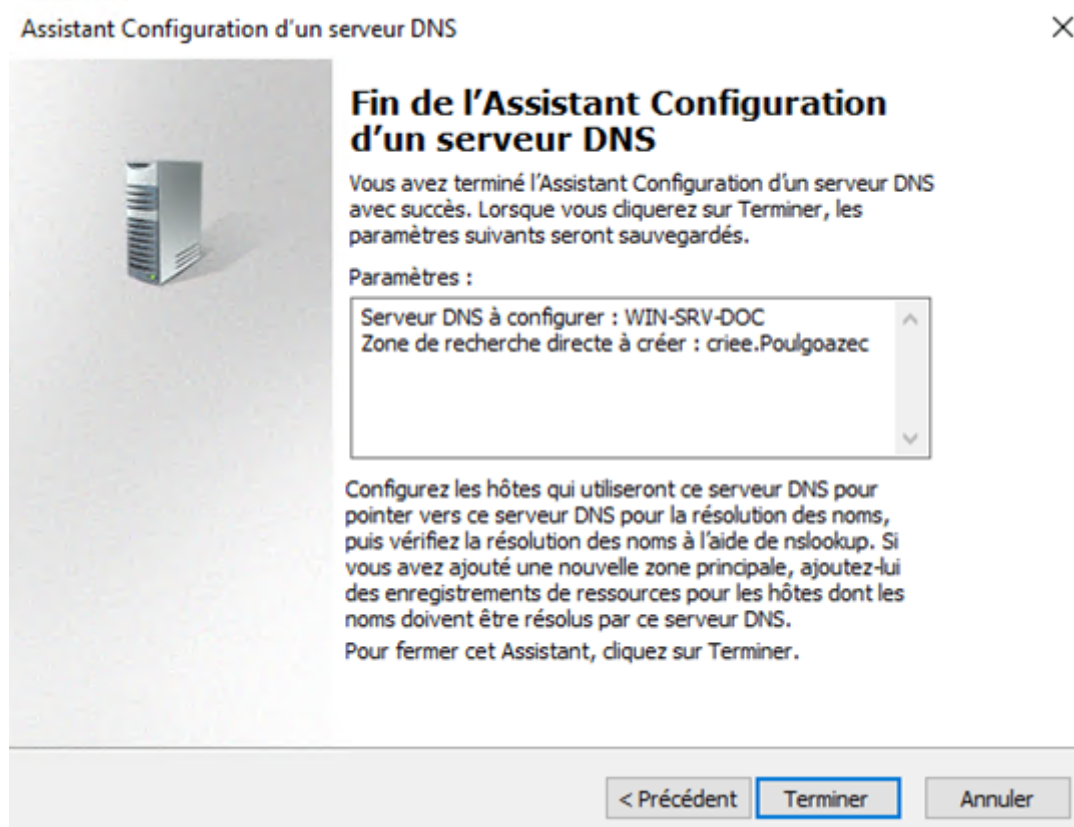 Assistant Configuration d'un serveur DNS
Fin de l'Assistant Configuration
d'un serveur DNS
Vous avez terminé l'Assistant Configuration d'un serveur DNS
avec succès. Lorsque vous cliquerez sur Terminer, les
paramètres suivants seront sauvegardés.
Paramètres :
Serveur DNS à configurer : WIN-SRV-DOC
Zone de recherche directe à créer : criee.Poulgoazec
Configurez les hôtes qui utiliseront ce serveur DNS pour
pointer vers ce serveur DNS pour la résolution des noms,
puis vérifiez la résolution des noms à l'aide de nslookup. Si
vous avez ajouté une nouvelle zone principale, ajoutez-lui
des enregistrements de ressources pour les hôtes dont les
noms doivent être résolus par ce serveur DNS.
Pour fermer cet Assistant, cliquez sur Terminer.
< Précédent Terminer Annuler